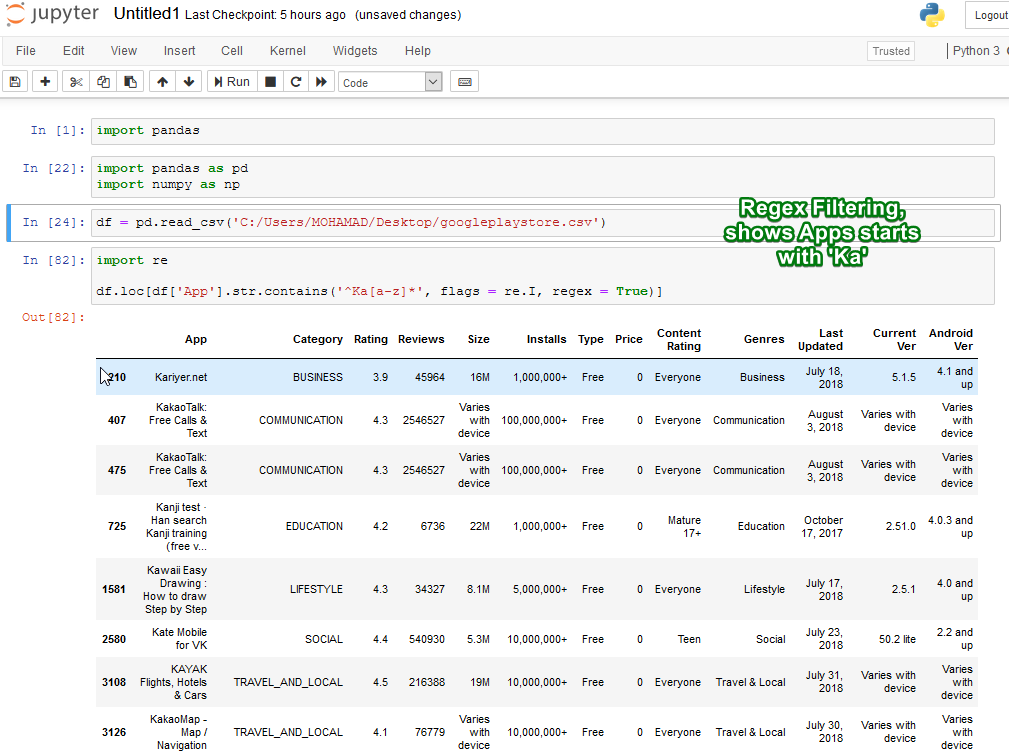 jupyter Untitled1 Last Checkpoint: 5 hours ago (unsaved changes) Logout
File Edit View Insert Cell Kernel Widgets Help Trusted Python 3
Run Code
In [1]: import pandas
In [22]: import pandas as pd
import numpy as np
In [24]: df = pd.read_csv('C:/Users/MOHAMAD/Desktop/googleplaystore.csv')
Regex Filtering,
shows Apps starts
with 'Ka'
In [82]: import re
df.loc[df['App'].str.contains('^Ka[a-z]*', flags = re.I, regex = True)]
Out[82]:
App Category Rating Reviews Size Installs Type Price Content Rating Genres Last Updated Current Ver Android Ver
210 Kariyer.net BUSINESS 3.9 45964 16M 1,000,000+ Free 0 Everyone Business July 18, 2018 5.1.5 4.1 and up
407 KakaoTalk: Free Calls & Text COMMUNICATION 4.3 2546527 Varies with device 100,000,000+ Free 0 Everyone Communication August 3, 2018 Varies with device Varies with device
475 KakaoTalk: Free Calls & Text COMMUNICATION 4.3 2546527 Varies with device 100,000,000+ Free 0 Everyone Communication August 3, 2018 Varies with device Varies with device
725 Kanji test · Han search Kanji training (free v... EDUCATION 4.2 6736 22M 1,000,000+ Free 0 Mature 17+ Education October 17, 2017 2.51.0 4.0.3 and up
1581 Kawaii Easy Drawing : How to draw Step by Step LIFESTYLE 4.3 34327 8.1M 5,000,000+ Free 0 Everyone Lifestyle July 17, 2018 2.5.1 4.0 and up
2580 Kate Mobile for VK SOCIAL 4.4 540930 5.3M 10,000,000+ Free 0 Teen Social July 23, 2018 50.2 lite 2.2 and up
3108 KAYAK Flights, Hotels & Cars TRAVEL_AND_LOCAL 4.5 216388 19M 10,000,000+ Free 0 Everyone Travel & Local July 31, 2018 Varies with device Varies with device
3126 KakaoMap - Map / Navigation TRAVEL_AND_LOCAL 4.1 76779 Varies with device 10,000,000+ Free 0 Everyone Travel & Local July 30, 2018 Varies with device Varies with device